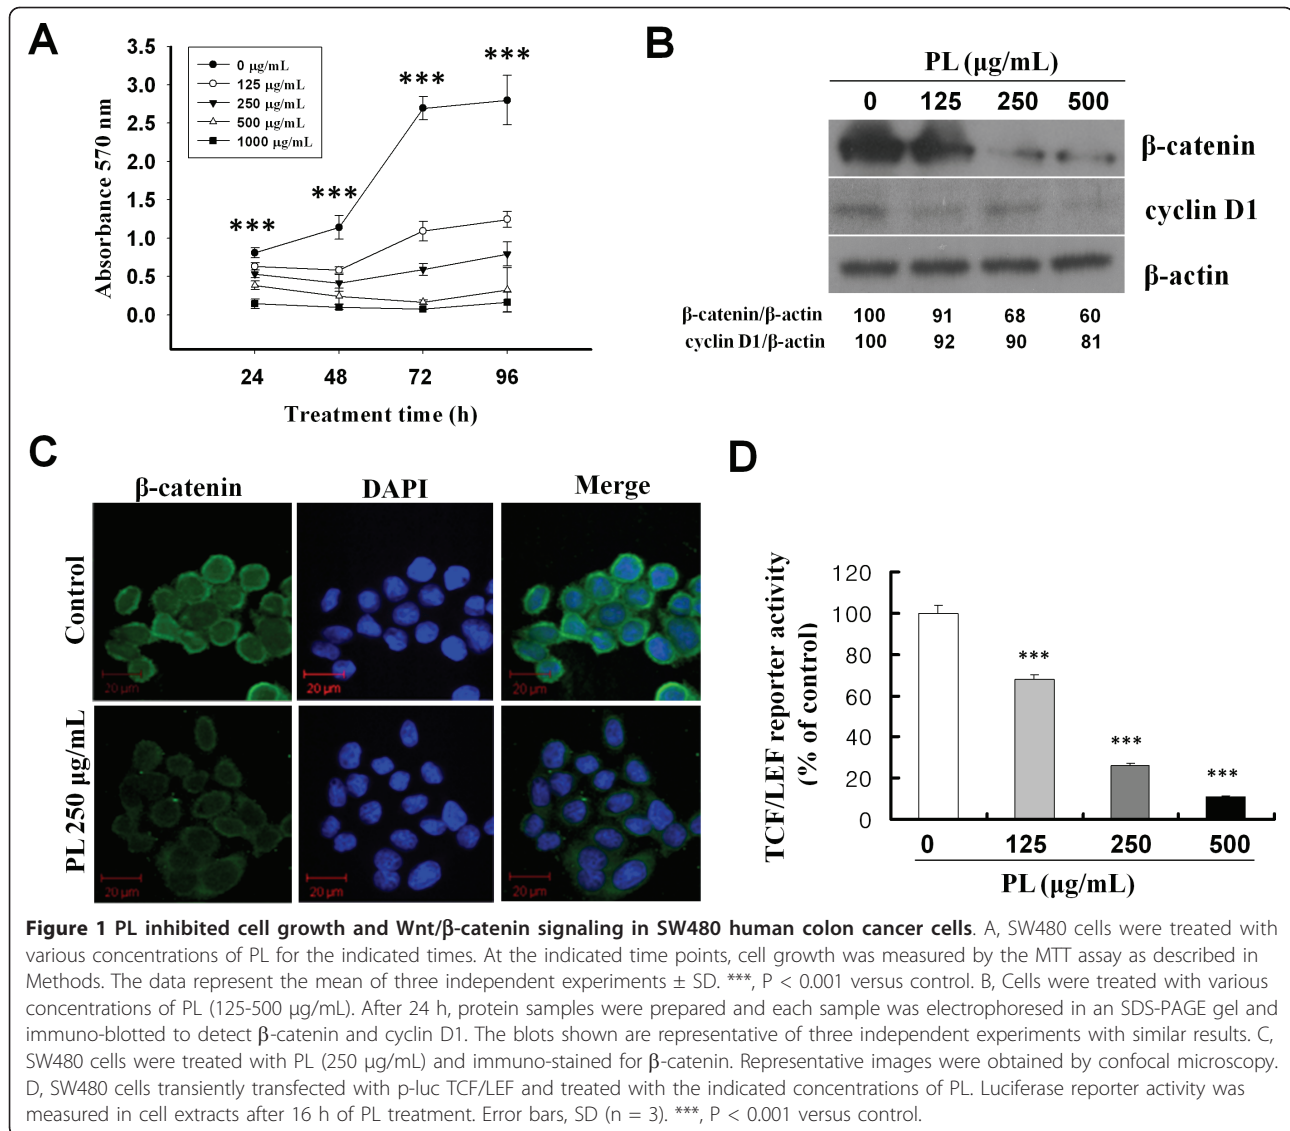 A
3.5
3.0
2.5
2.0
1.5
1.0
0.5
0.0
Absorbance 570 nm
0 µg/mL
125 µg/mL
250 µg/mL
500 µg/mL
1000 µg/mL
***
***
***
***
24 48 72 96
Treatment time (h)
B
PL (µg/mL)
0 125 250 500
β-catenin
cyclin D1
β-actin
β-catenin/β-actin 100 91 68 60
cyclin D1/β-actin 100 92 90 81
C
β-catenin DAPI Merge
Control
20 µm 20 µm 20 µm
PL 250 µg/mL
20 µm 20 µm 20 µm
D
TCF/LEF reporter activity
(% of control)
120
100
80
60
40
20
0
***
***
***
0 125 250 500
PL (µg/mL)
Figure 1 PL inhibited cell growth and Wnt/β-catenin signaling in SW480 human colon cancer cells. A, SW480 cells were treated with
various concentrations of PL for the indicated times. At the indicated time points, cell growth was measured by the MTT assay as described in
Methods. The data represent the mean of three independent experiments ± SD. ***, P < 0.001 versus control. B, Cells were treated with various
concentrations of PL (125-500 µg/mL). After 24 h, protein samples were prepared and each sample was electrophoresed in an SDS-PAGE gel and
immuno-blotted to detect β-catenin and cyclin D1. The blots shown are representative of three independent experiments with similar results. C,
SW480 cells were treated with PL (250 µg/mL) and immuno-stained for β-catenin. Representative images were obtained by confocal microscopy.
D, SW480 cells transiently transfected with p-luc TCF/LEF and treated with the indicated concentrations of PL. Luciferase reporter activity was
measured in cell extracts after 16 h of PL treatment. Error bars, SD (n = 3). ***, P < 0.001 versus control.